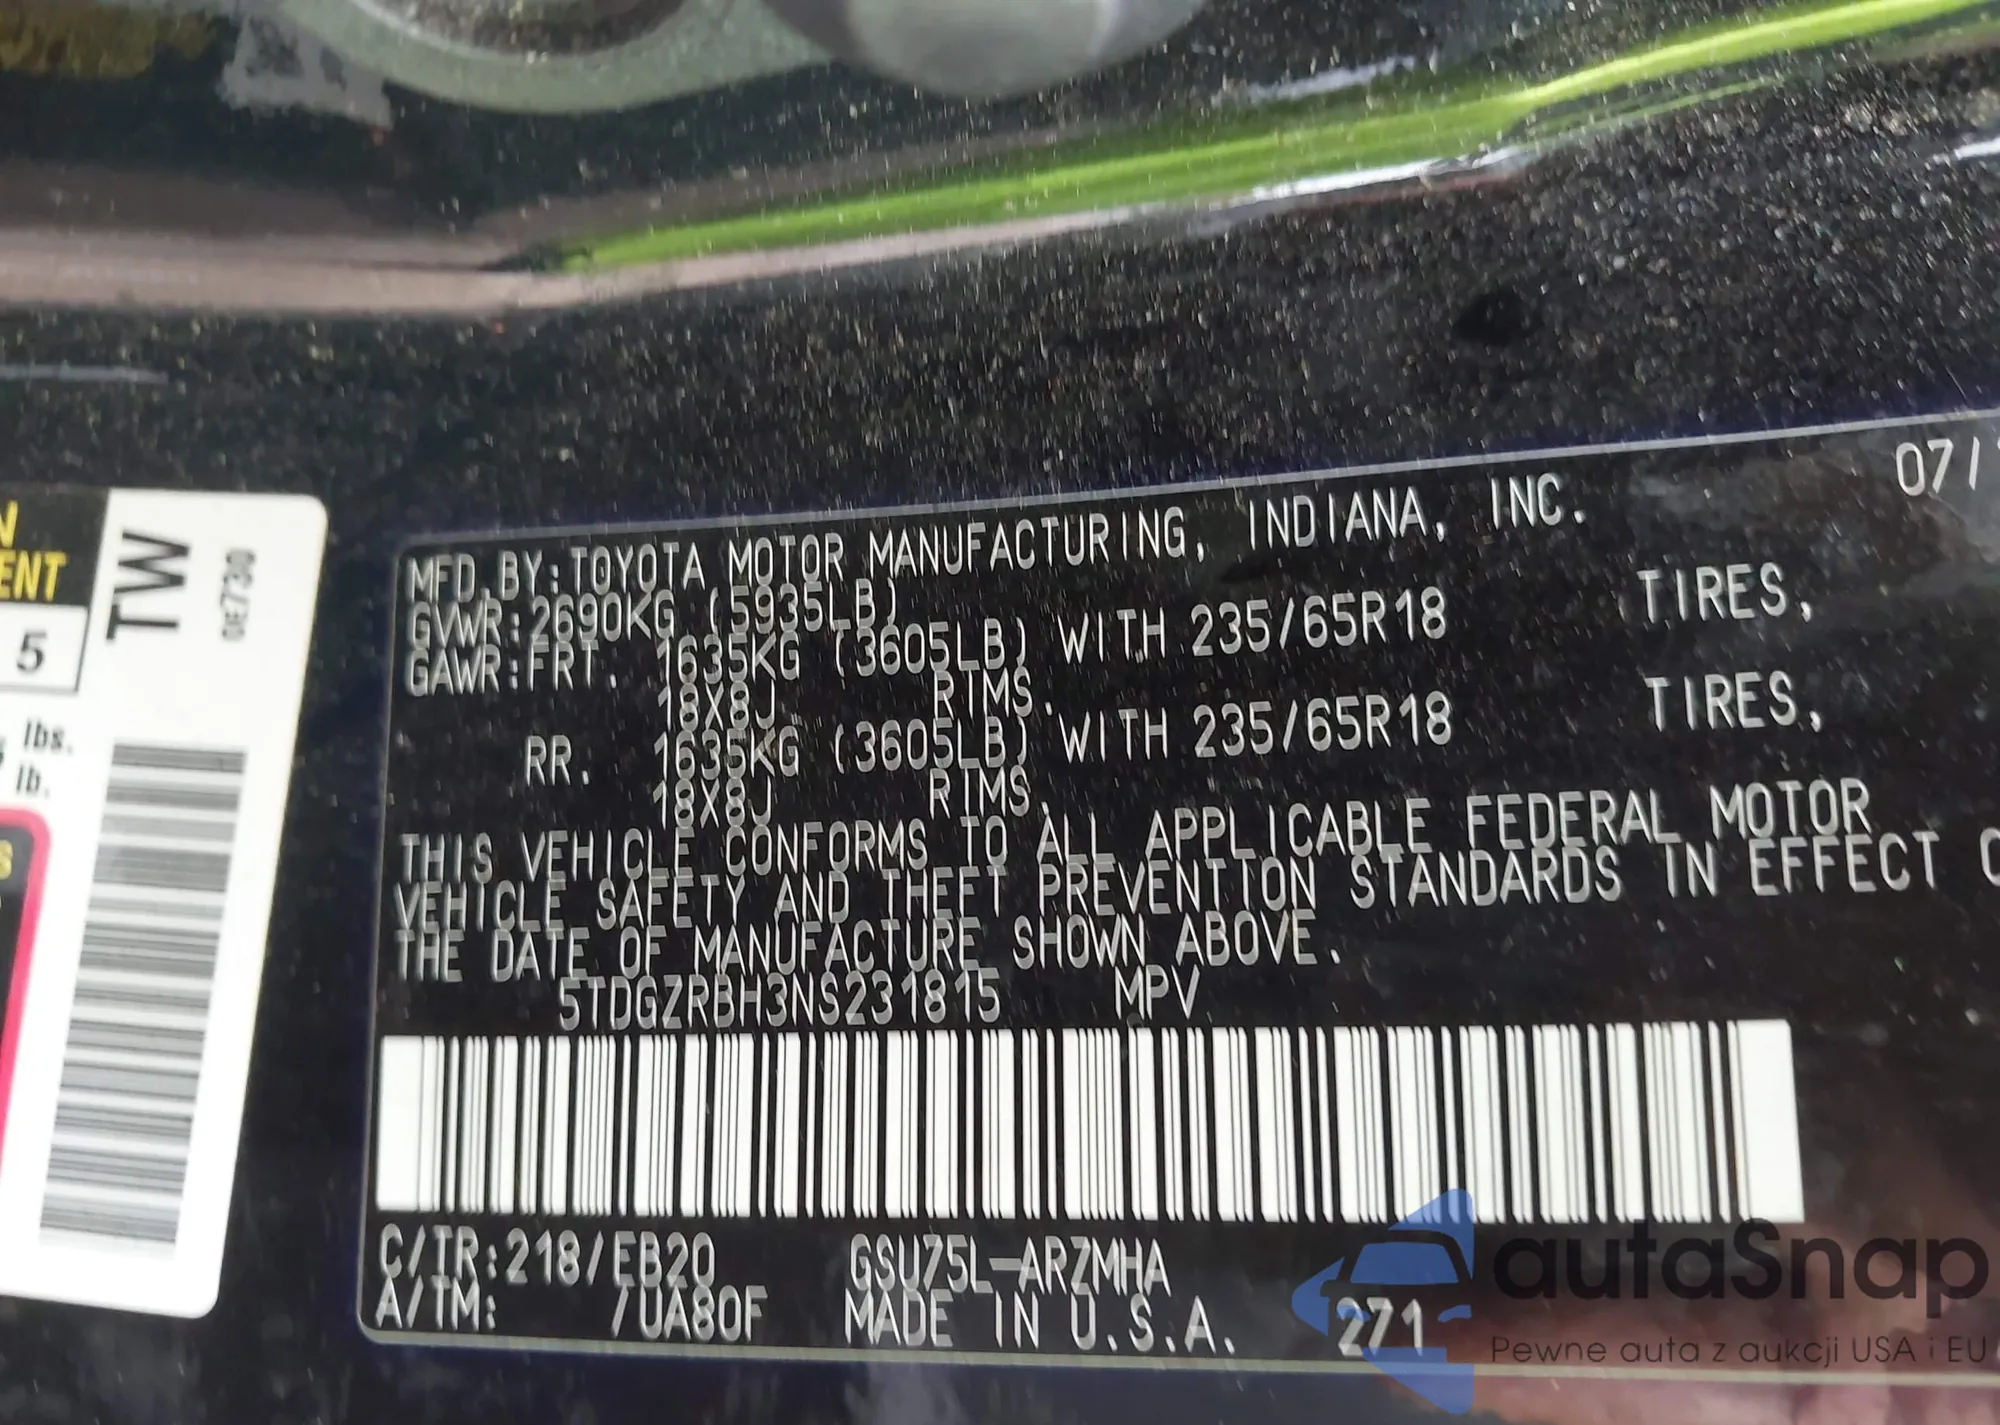 07/
MFD.BY:TOYOTA MOTOR MANUFACTURING, INDIANA, INC.
GVWR:2690KG (5935LB)
GAWR:FRT. 1635KG (3605LB) WITH 235/65R18 TIRES,
18X8J RIMS.
RR. 1635KG (3605LB) WITH 235/65R18 TIRES,
18X8J RIMS.
THIS VEHICLE CONFORMS TO ALL APPLICABLE FEDERAL MOTOR
VEHICLE SAFETY AND THEFT PREVENTION STANDARDS IN EFFECT
THE DATE OF MANUFACTURE SHOWN ABOVE.
5TDGZRBH3NS231815 MPV
C/TR:218/EB20 GSU75L-ARZMHA
A/TM: /UA80F MADE IN U.S.A. 271
ENT
5
lbs.
lb.
TW
0E730
autaSnap
Pewne auta z aukcji USA i EU